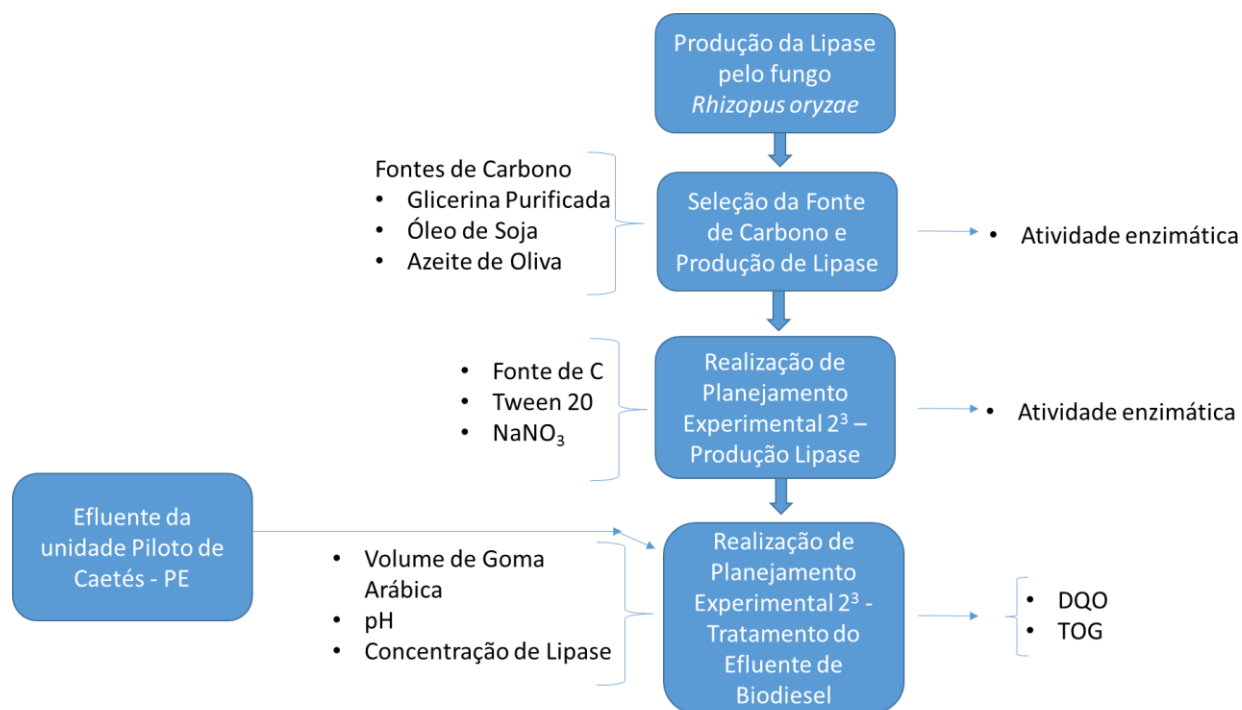 Produção da Lipase
pelo fungo
Rhizopus oryzae
Fontes de Carbono
• Glicerina Purificada
• Óleo de Soja
• Azeite de Oliva
Seleção da Fonte
de Carbono e
Produção de Lipase
• Atividade enzimática
• Fonte de C
• Tween 20
• NaNO₃
Realização de
Planejamento
Experimental 2³ –
Produção Lipase
• Atividade enzimática
Efluente da
unidade Piloto de
Caetés - PE
• Volume de Goma
Arábica
• pH
• Concentração de Lipase
Realização de
Planejamento
Experimental 2³ -
Tratamento do
Efluente de
Biodiesel
• DQO
• TOG